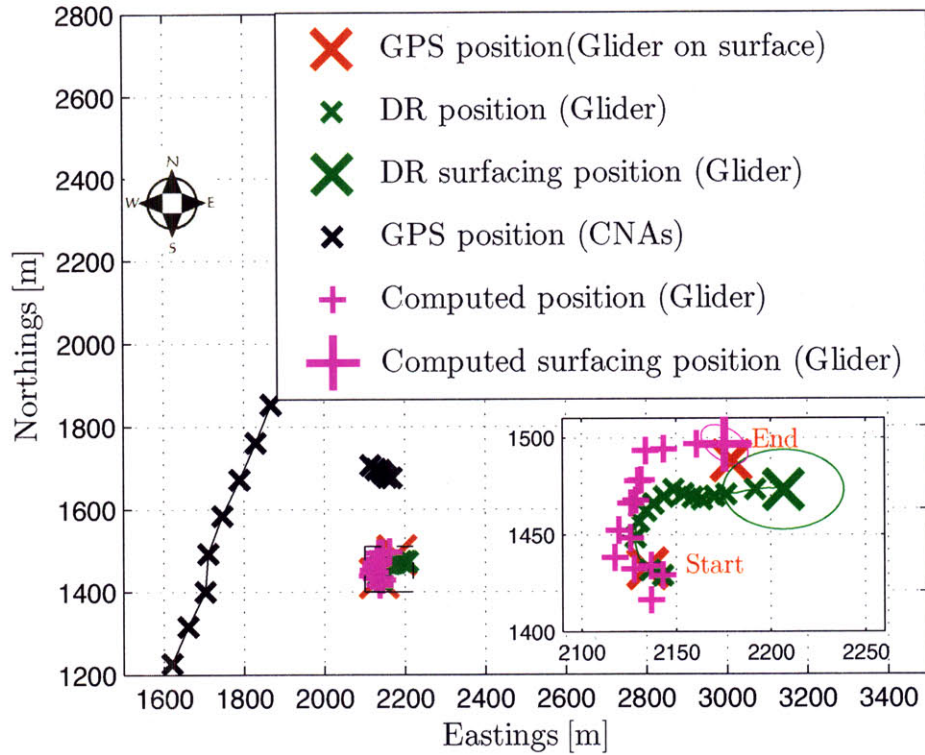 2800
2600
2400
2200
2000
1800
1600
1400
1200
Northings [m]
N
W E
S
GPS position(Glider on surface)
DR position (Glider)
DR surfacing position (Glider)
GPS position (CNAs)
Computed position (Glider)
Computed surfacing position (Glider)
1500
1450
1400
End
Start
2100 2150 2200 2250
1600 1800 2000 2200 2400 2600 2800 3000 3200 3400
Eastings [m]